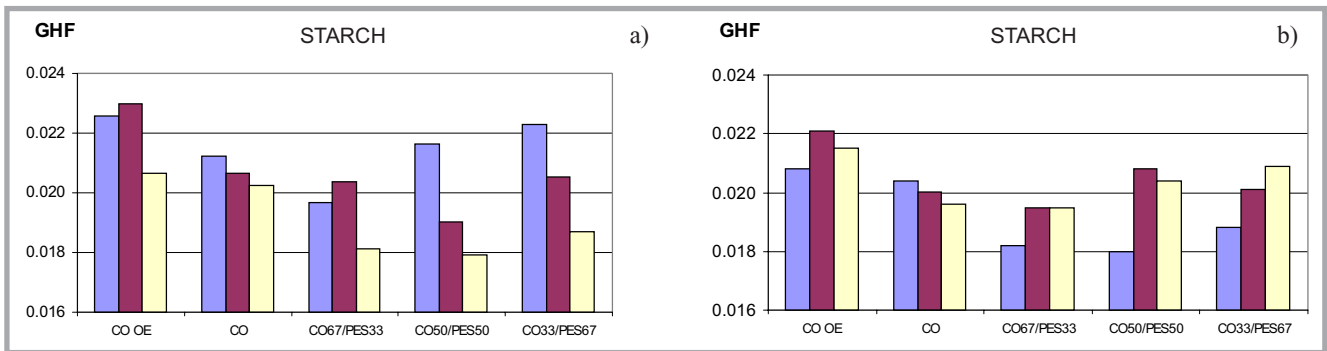 GHF STARCH a)
0.024
0.022
0.020
0.018
0.016
CO OE CO CO67/PES33 CO50/PES50 CO33/PES67
GHF STARCH b)
0.024
0.022
0.020
0.018
0.016
CO OE CO CO67/PES33 CO50/PES50 CO33/PES67